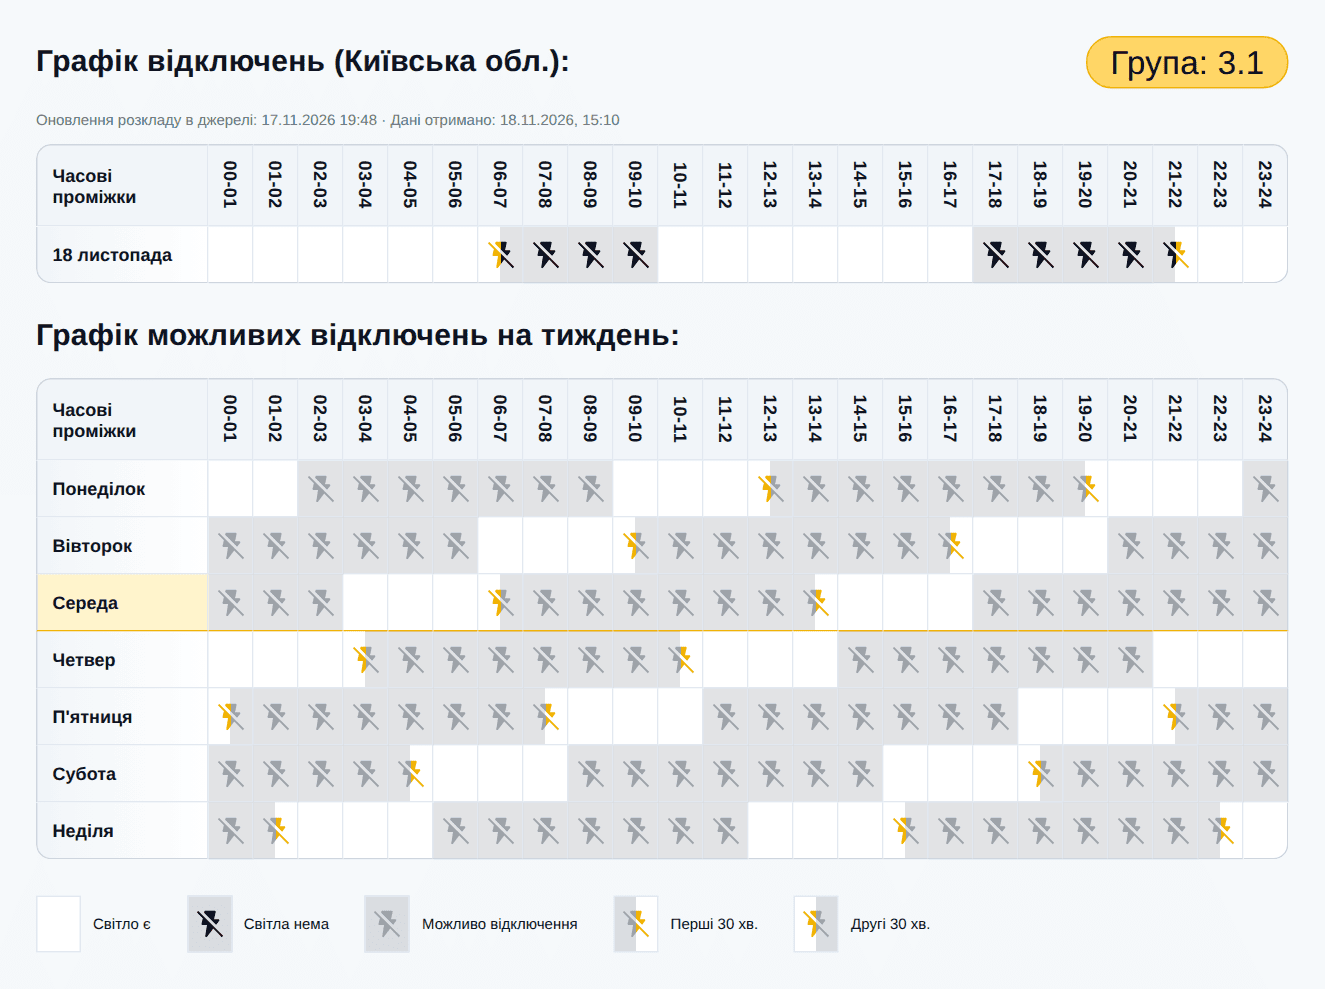 Графік відключень (Київська обл.):
Група: 3.1
Оновлення розкладу в джерелі: 17.11.2026 19:48 · Дані отримано: 18.11.2026, 15:10
Часові
проміжки
00-01 01-02 02-03 03-04 04-05 05-06 06-07 07-08 08-09 09-10 10-11 11-12 12-13 13-14 14-15 15-16 16-17 17-18 18-19 19-20 20-21 21-22 22-23 23-24
18 листопада
Графік можливих відключень на тиждень:
Часові
проміжки
00-01 01-02 02-03 03-04 04-05 05-06 06-07 07-08 08-09 09-10 10-11 11-12 12-13 13-14 14-15 15-16 16-17 17-18 18-19 19-20 20-21 21-22 22-23 23-24
Понеділок
Вівторок
Середа
Четвер
П'ятниця
Субота
Неділя
Світло є
Світла нема
Можливо відключення
Перші 30 хв.
Другі 30 хв.